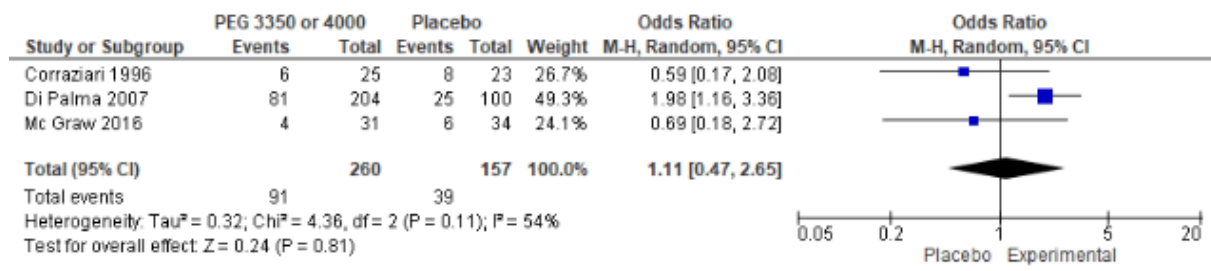 PEG 3350 or 4000 Placebo Odds Ratio Odds Ratio
Study or Subgroup Events Total Events Total Weight M-H, Random, 95% CI M-H, Random, 95% CI
Corraziari 1996 6 25 8 23 26.7% 0.59 [0.17, 2.08]
Di Palma 2007 81 204 25 100 49.3% 1.98 [1.16, 3.36]
Mc Graw 2016 4 31 6 34 24.1% 0.69 [0.18, 2.72]
Total (95% CI) 260 157 100.0% 1.11 [0.47, 2.65]
Total events 91 39
Heterogeneity: Tau² = 0.32; Chi² = 4.36, df = 2 (P = 0.11); I² = 54%
Test for overall effect: Z = 0.24 (P = 0.81)
0.05 0.2 1 5 20
Placebo Experimental